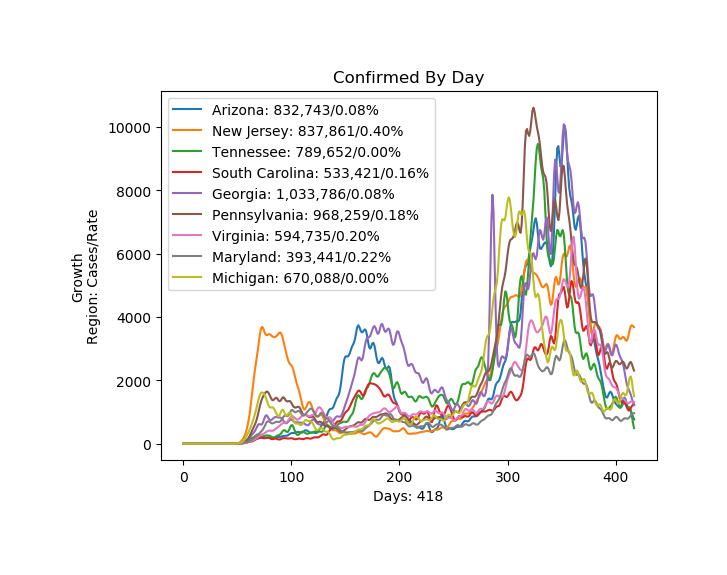 Confirmed By Day
Growth
Region: Cases/Rate
10000
8000
6000
4000
2000
0
Arizona: 832,743/0.08%
New Jersey: 837,861/0.40%
Tennessee: 789,652/0.00%
South Carolina: 533,421/0.16%
Georgia: 1,033,786/0.08%
Pennsylvania: 968,259/0.18%
Virginia: 594,735/0.20%
Maryland: 393,441/0.22%
Michigan: 670,088/0.00%
0 100 200 300 400
Days: 418